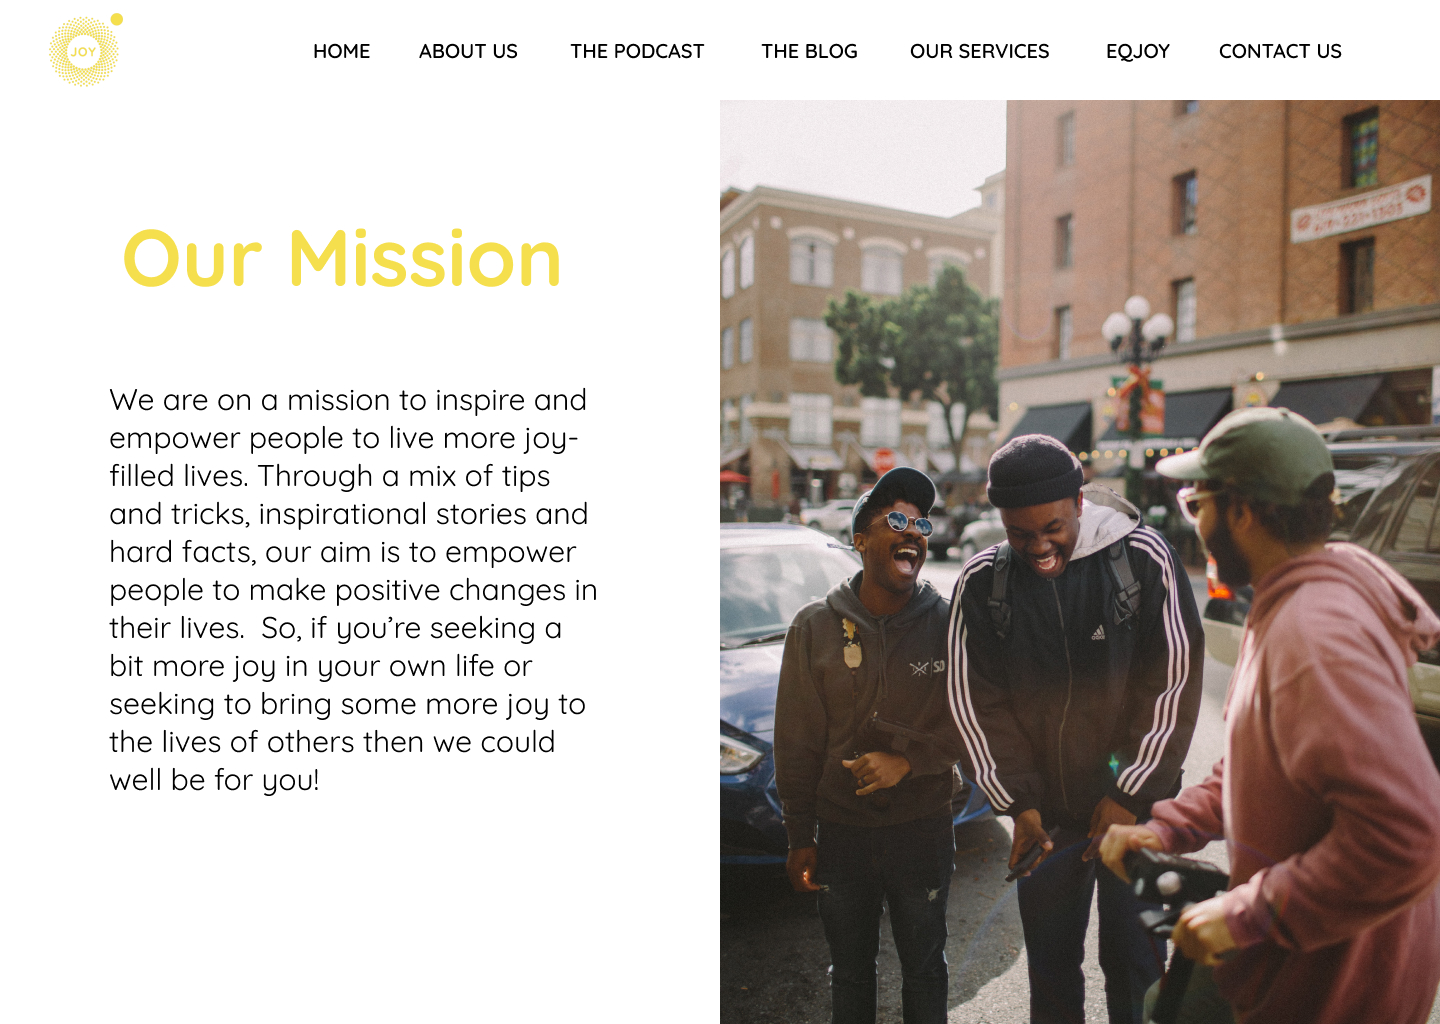 JOY
HOME ABOUT US THE PODCAST THE BLOG OUR SERVICES EQJOY CONTACT US
Our Mission
We are on a mission to inspire and
empower people to live more joy-
filled lives. Through a mix of tips
and tricks, inspirational stories and
hard facts, our aim is to empower
people to make positive changes in
their lives.  So, if you’re seeking a
bit more joy in your own life or
seeking to bring some more joy to
the lives of others then we could
well be for you!
adidas